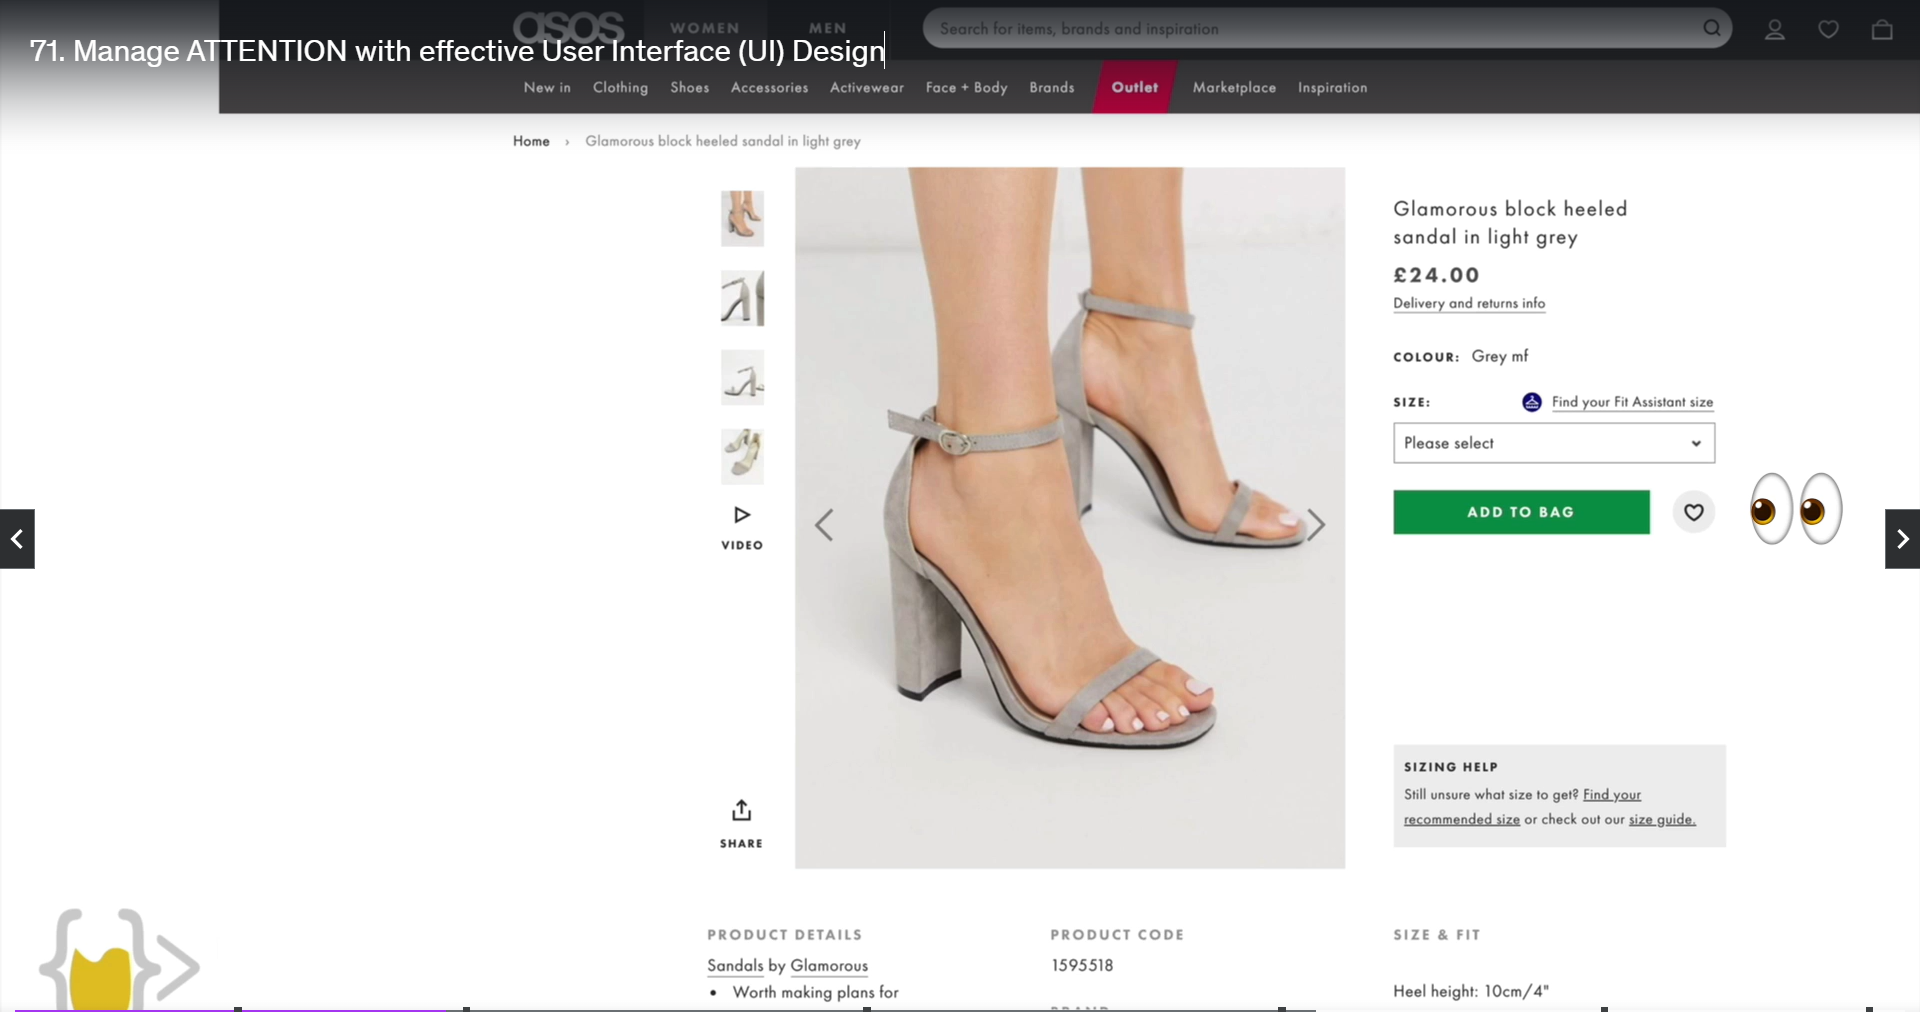 asos
WOMEN
MEN
Search for items, brands and inspiration
71. Manage ATTENTION with effective User Interface (UI) Design
New in
Clothing
Shoes
Accessories
Activewear
Face + Body
Brands
Outlet
Marketplace
Inspiration
Home › Glamorous block heeled sandal in light grey
Glamorous block heeled
sandal in light grey
£24.00
Delivery and returns info
COLOUR: Grey mf
SIZE:
Find your Fit Assistant size
Please select
ADD TO BAG
VIDEO
SIZING HELP
Still unsure what size to get? Find your
recommended size or check out our size guide.
SHARE
PRODUCT DETAILS
Sandals by Glamorous
• Worth making plans for
PRODUCT CODE
1595518
BRAND
SIZE & FIT
Heel height: 10cm/4"